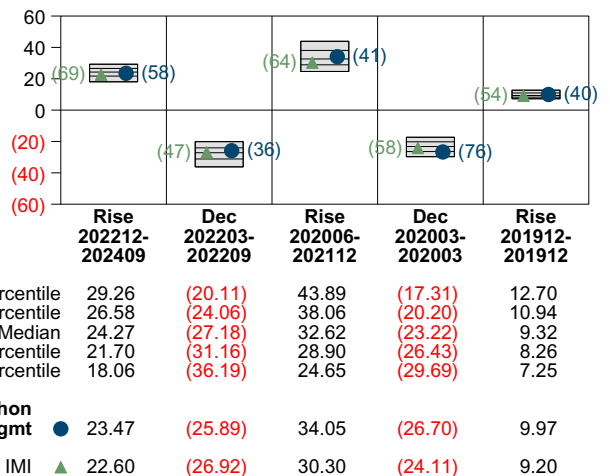 60
40
20
0
(20)
(40)
(60)
(69) (58)
(47) (36)
(64) (41)
(58) (76)
(54) (40)
Rise Dec Rise Dec Rise
202212- 202203- 202006- 202003- 201912-
202409 202209 202112 202003 201912
rcentile 29.26 (20.11) 43.89 (17.31) 12.70
rcentile 26.58 (24.06) 38.06 (20.20) 10.94
Median 24.27 (27.18) 32.62 (23.22) 9.32
rcentile 21.70 (31.16) 28.90 (26.43) 8.26
rcentile 18.06 (36.19) 24.65 (29.69) 7.25
hon
gmt 23.47 (25.89) 34.05 (26.70) 9.97
IMI 22.60 (26.92) 30.30 (24.11) 9.20